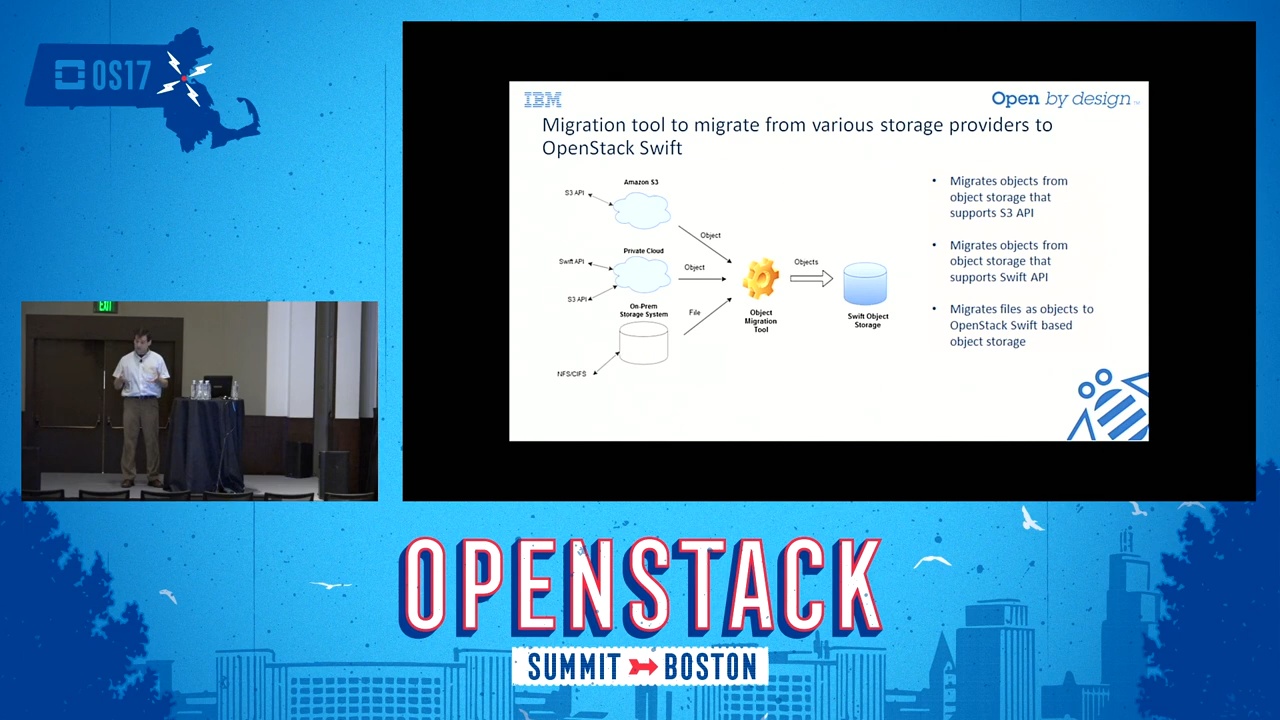 OS17
EXIT
IBM
Open by design™
Migration tool to migrate from various storage providers to
OpenStack Swift
Amazon S3
S3 API
Object
Private Cloud
Swift API
Object
S3 API
On-Prem
Storage System
File
NFS/CIFS
Object
Migration
Tool
Objects
Swift Object
Storage
• Migrates objects from
object storage that
supports S3 API
• Migrates objects from
object storage that
supports Swift API
• Migrates files as objects to
OpenStack Swift based
object storage
OPENSTACK
SUMMIT BOSTON